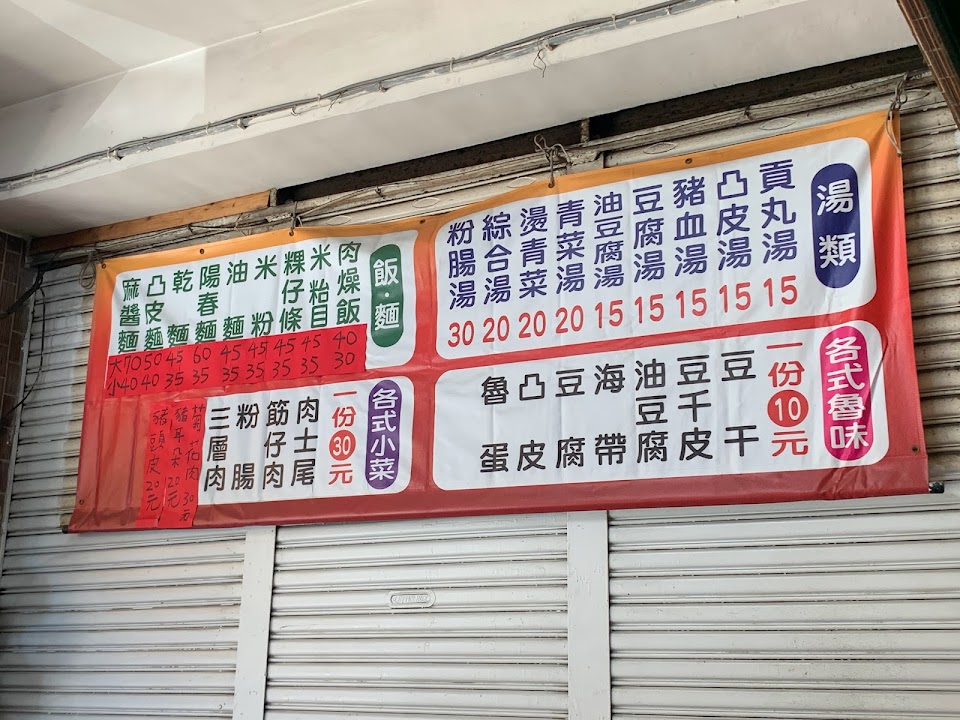 湯類
貢丸湯 15
凸皮湯 15
豬血湯 15
豆腐湯 15
油豆腐湯 15
青菜湯 20
燙青菜 20
綜合湯 20
粉腸湯 30
飯・麵
肉燥飯 40 30
米粘目 45 35
粿仔條 45 35
米粉 45 35
油麵 45 35
陽春麵 60 35
乾麵 45 35
凸皮麵 50 40
麻醬麵 大70 小40
各式魯味
一份10元
豆干
豆干皮
油豆腐
海帶
豆腐
凸皮
魯蛋
各式小菜
一份30元
肉士尾
筋仔肉
粉腸
三層肉
菊花肉 30元
豬耳朵20元
豬頭皮20元